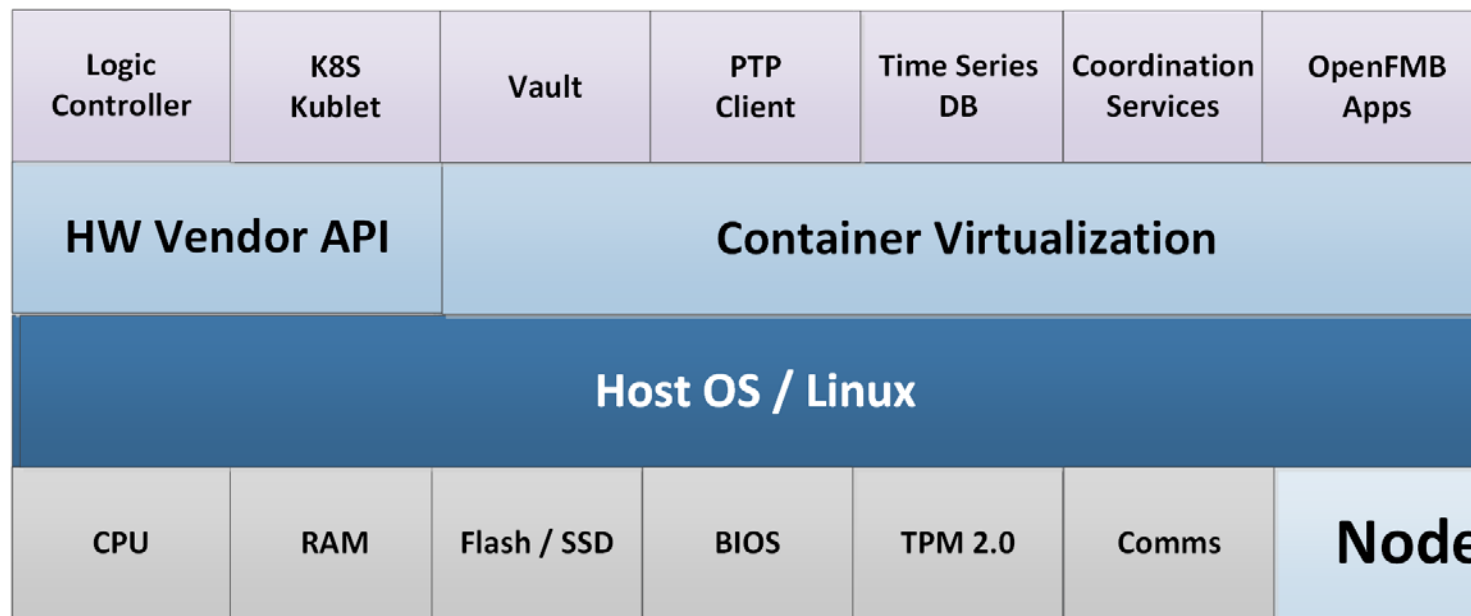 Logic
Controller
K8S
Kublet
Vault
PTP
Client
Time Series
DB
Coordination
Services
OpenFMB
Apps
HW Vendor API
Container Virtualization
Host OS / Linux
CPU
RAM
Flash / SSD
BIOS
TPM 2.0
Comms
Node